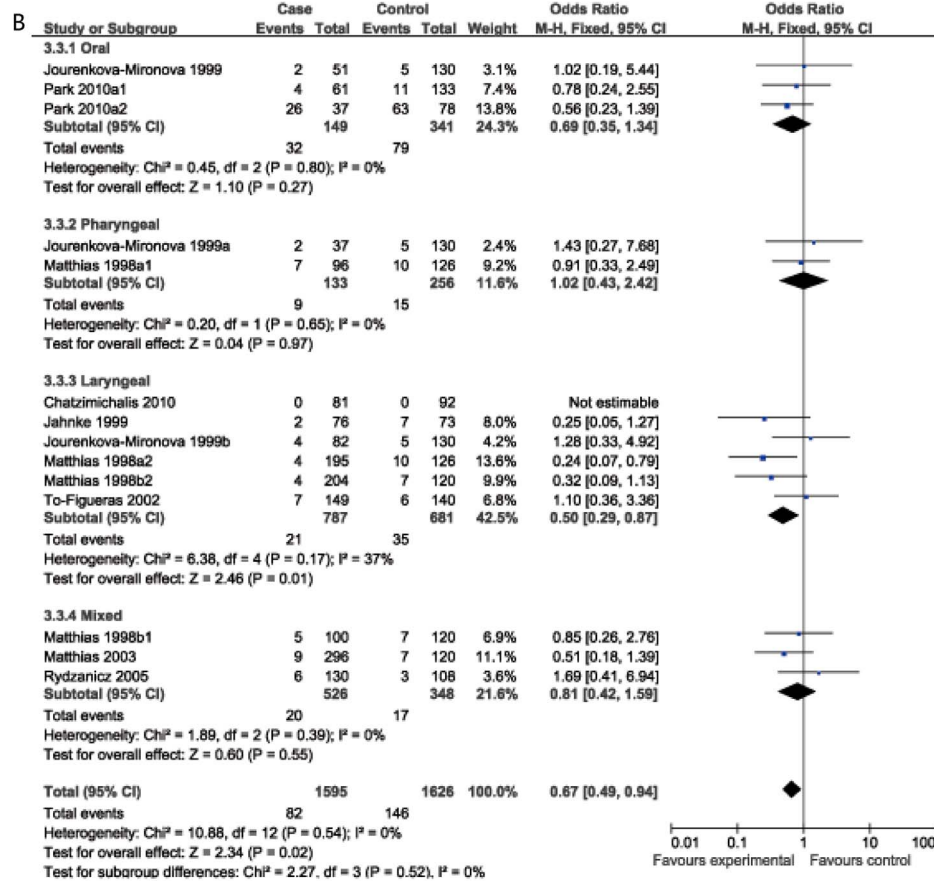 B
Case Control Odds Ratio Odds Ratio
Study or Subgroup Events Total Events Total Weight M-H, Fixed, 95% CI M-H, Fixed, 95% CI
3.3.1 Oral
Jourenkova-Mironova 1999 2 51 5 130 3.1% 1.02 [0.19, 5.44]
Park 2010a1 4 61 11 133 7.4% 0.78 [0.24, 2.55]
Park 2010a2 26 37 63 78 13.8% 0.56 [0.23, 1.39]
Subtotal (95% CI) 149 341 24.3% 0.69 [0.35, 1.34]
Total events 32 79
Heterogeneity: Chi² = 0.45, df = 2 (P = 0.80); I² = 0%
Test for overall effect: Z = 1.10 (P = 0.27)
3.3.2 Pharyngeal
Jourenkova-Mironova 1999a 2 37 5 130 2.4% 1.43 [0.27, 7.68]
Matthias 1998a1 7 96 10 126 9.2% 0.91 [0.33, 2.49]
Subtotal (95% CI) 133 256 11.6% 1.02 [0.43, 2.42]
Total events 9 15
Heterogeneity: Chi² = 0.20, df = 1 (P = 0.65); I² = 0%
Test for overall effect: Z = 0.04 (P = 0.97)
3.3.3 Laryngeal
Chatzimichalis 2010 0 81 0 92 Not estimable
Jahnke 1999 2 76 7 73 8.0% 0.25 [0.05, 1.27]
Jourenkova-Mironova 1999b 4 82 5 130 4.2% 1.28 [0.33, 4.92]
Matthias 1998a2 4 195 10 126 13.6% 0.24 [0.07, 0.79]
Matthias 1998b2 4 204 7 120 9.9% 0.32 [0.09, 1.13]
To-Figueras 2002 7 149 6 140 6.8% 1.10 [0.36, 3.36]
Subtotal (95% CI) 787 681 42.5% 0.50 [0.29, 0.87]
Total events 21 35
Heterogeneity: Chi² = 6.38, df = 4 (P = 0.17); I² = 37%
Test for overall effect: Z = 2.46 (P = 0.01)
3.3.4 Mixed
Matthias 1998b1 5 100 7 120 6.9% 0.85 [0.26, 2.76]
Matthias 2003 9 296 7 120 11.1% 0.51 [0.18, 1.39]
Rydzanicz 2005 6 130 3 108 3.6% 1.69 [0.41, 6.94]
Subtotal (95% CI) 526 348 21.6% 0.81 [0.42, 1.59]
Total events 20 17
Heterogeneity: Chi² = 1.89, df = 2 (P = 0.39); I² = 0%
Test for overall effect: Z = 0.60 (P = 0.55)
Total (95% CI) 1595 1626 100.0% 0.67 [0.49, 0.94]
Total events 82 146
Heterogeneity: Chi² = 10.88, df = 12 (P = 0.54); I² = 0%
Test for overall effect: Z = 2.34 (P = 0.02)
Test for subgroup differences: Chi² = 2.27, df = 3 (P = 0.52), I² = 0%
0.01 0.1 1 10 100
Favours experimental Favours control